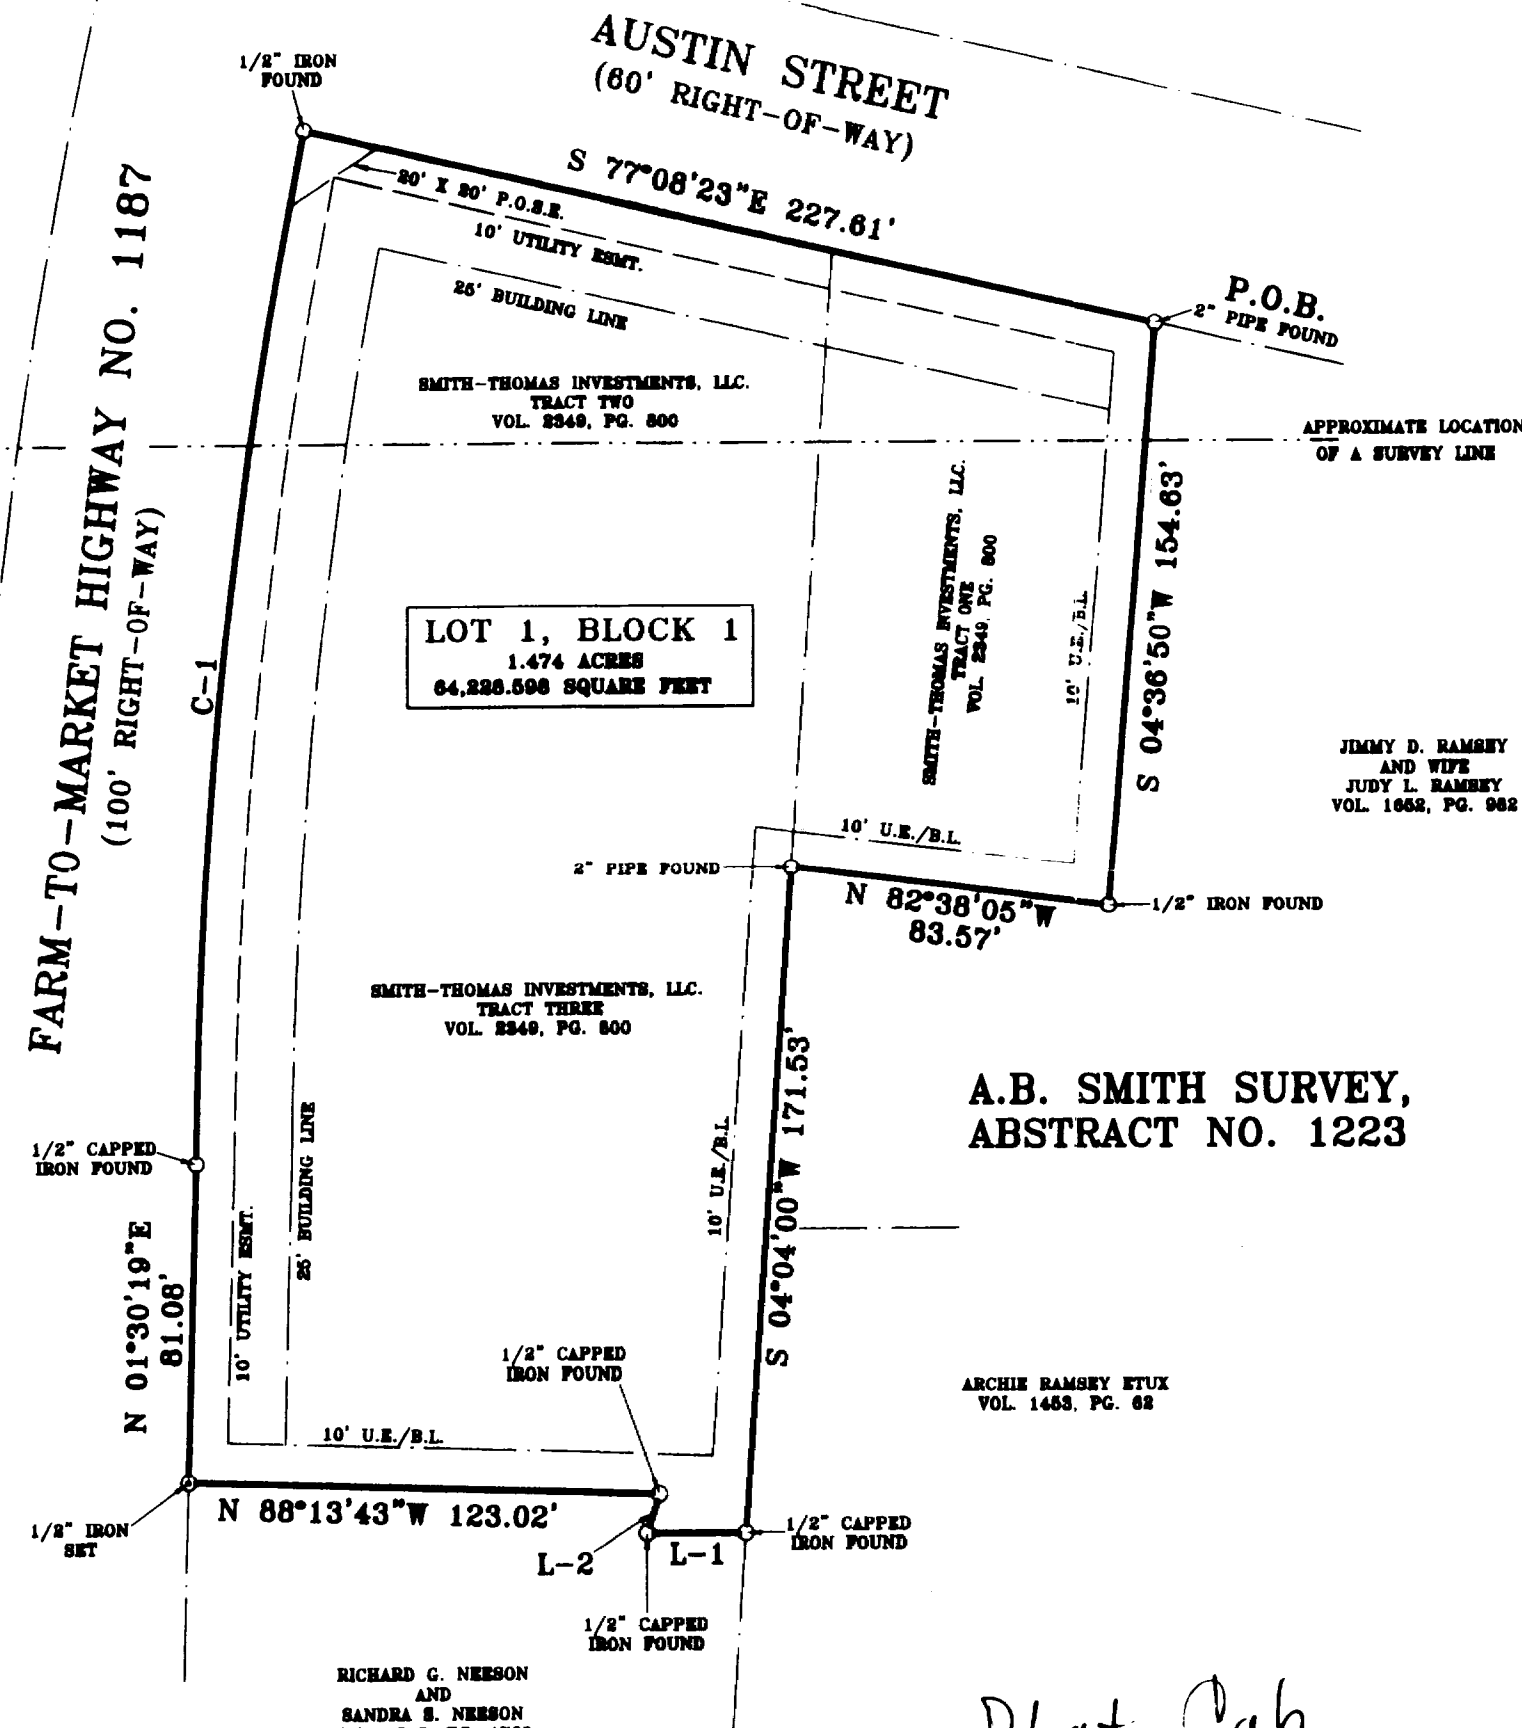 AUSTIN STREET
(60' RIGHT-OF-WAY)
1/2" IRON
FOUND
S 77°08'23"E 227.61'
20' X 20' P.O.S.E.
10' UTILITY ESMT.
25' BUILDING LINE
P.O.B.
2" PIPE FOUND
FARM-TO-MARKET HIGHWAY NO. 1187
(100' RIGHT-OF-WAY)
SMITH-THOMAS INVESTMENTS, LLC.
TRACT TWO
VOL. 2349, PG. 800
APPROXIMATE LOCATION
OF A SURVEY LINE
SMITH-THOMAS INVESTMENTS, LLC.
TRACT ONE
VOL. 2349, PG. 800
10' U.E./B.L.
S 04°36'50"W 154.63'
C-1
LOT 1, BLOCK 1
1.474 ACRES
SQUARE FEET
JIMMY D. RAMSEY
AND WIFE
JUDY L. RAMSEY
VOL. 1652, PG. 982
10' U.E./B.L.
2" PIPE FOUND
N 82°38'05"W
83.57'
1/2" IRON FOUND
SMITH-THOMAS INVESTMENTS, LLC.
TRACT THREE
VOL. 2349, PG. 800
S 04°04'00"W 171.53'
A.B. SMITH SURVEY,
ABSTRACT NO. 1223
1/2" CAPPED
IRON FOUND
25' BUILDING LINE
10' U.E./B.L.
N 01°30'19"E
81.08'
10' UTILITY ESMT.
1/2" CAPPED
IRON FOUND
ARCHIE RAMSEY ETUX
VOL. 1453, PG. 62
10' U.E./B.L.
N 88°13'43"W 123.02'
1/2" IRON
SET
L-2
L-1
1/2" CAPPED
IRON FOUND
1/2" CAPPED
IRON FOUND
RICHARD G. NEESON
AND
SANDRA S. NEESON